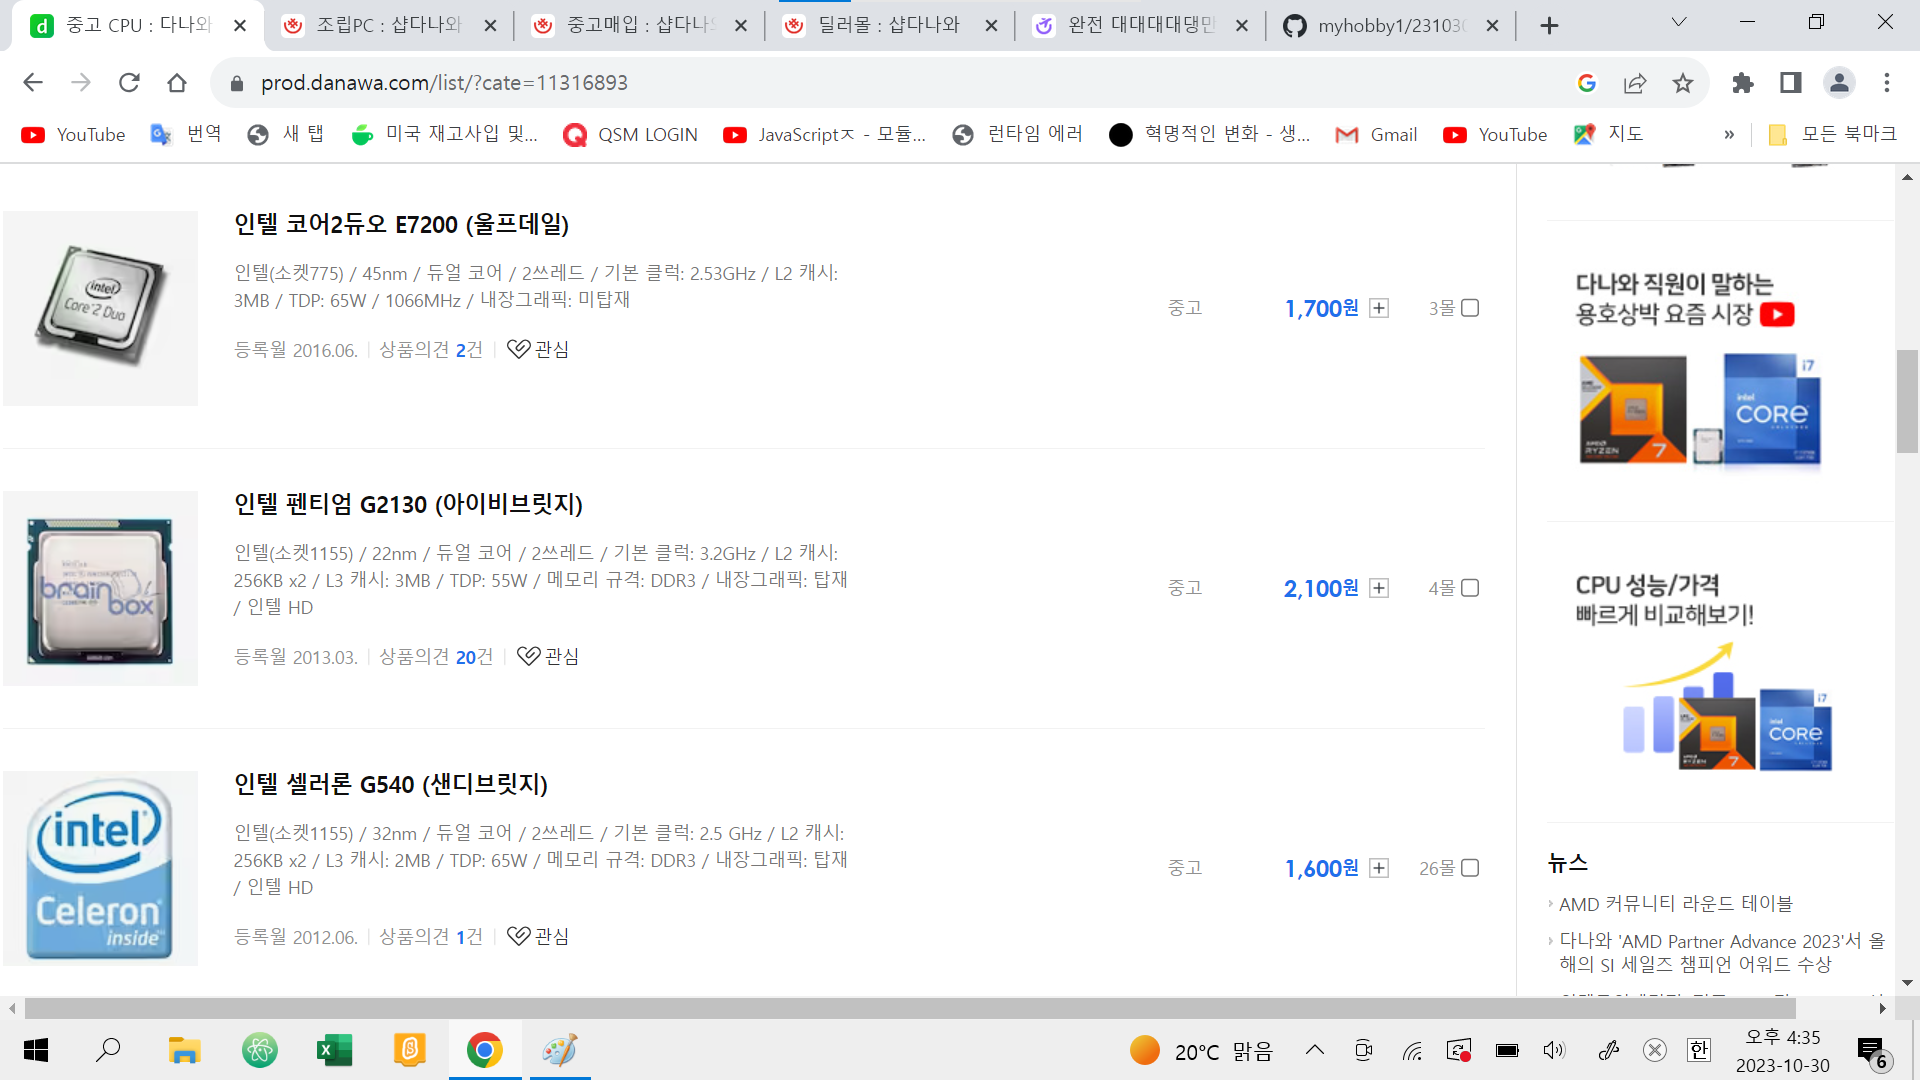 중고 CPU : 다나와
조립PC : 샵다나와
중고매입 : 샵다나와
딜러몰 : 샵다나와
완전 대대대대댕만
myhobby1/23103
prod.danawa.com/list/?cate=11316893
YouTube
번역
새 탭
미국 재고사입 및...
QSM LOGIN
JavaScriptㅈ - 모듈...
런타임 에러
혁명적인 변화 - 생...
Gmail
YouTube
지도
»
모든 북마크
인텔 코어2듀오 E7200 (울프데일)
인텔(소켓775) / 45nm / 듀얼 코어 / 2쓰레드 / 기본 클럭: 2.53GHz / L2 캐시:
3MB / TDP: 65W / 1066MHz / 내장그래픽: 미탑재
등록월 2016.06.
상품의견 2건
관심
중고
1,700원
3몰
intel
Core 2 Duo
인텔 펜티엄 G2130 (아이비브릿지)
인텔(소켓1155) / 22nm / 듀얼 코어 / 2쓰레드 / 기본 클럭: 3.2GHz / L2 캐시:
256KB x2 / L3 캐시: 3MB / TDP: 55W / 메모리 규격: DDR3 / 내장그래픽: 탑재
/ 인텔 HD
등록월 2013.03.
상품의견 20건
관심
중고
2,100원
4몰
brain
box
인텔 셀러론 G540 (샌디브릿지)
인텔(소켓1155) / 32nm / 듀얼 코어 / 2쓰레드 / 기본 클럭: 2.5 GHz / L2 캐시:
256KB x2 / L3 캐시: 2MB / TDP: 65W / 메모리 규격: DDR3 / 내장그래픽: 탑재
/ 인텔 HD
등록월 2012.06.
상품의견 1건
관심
중고
1,600원
26몰
intel
Celeron
inside
다나와 직원이 말하는
용호상박 요즘 시장
RYZEN
7
i7
intel
CORE
CPU 성능/가격
빠르게 비교해보기!
RYZEN
7
i7
CORE
뉴스
AMD 커뮤니티 라운드 테이블
다나와 'AMD Partner Advance 2023'서 올
해의 SI 세일즈 챔피언 어워드 수상
20°C 맑음
한
오후 4:35
2023-10-30
6